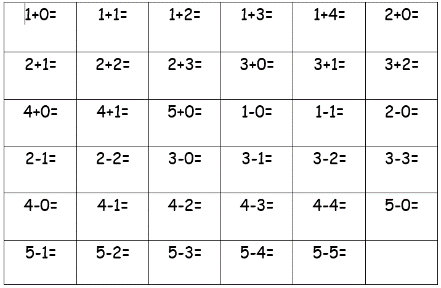 1+0= 1+1= 1+2= 1+3= 1+4= 2+0=
2+1= 2+2= 2+3= 3+0= 3+1= 3+2=
4+0= 4+1= 5+0= 1-0= 1-1= 2-0=
2-1= 2-2= 3-0= 3-1= 3-2= 3-3=
4-0= 4-1= 4-2= 4-3= 4-4= 5-0=
5-1= 5-2= 5-3= 5-4= 5-5=